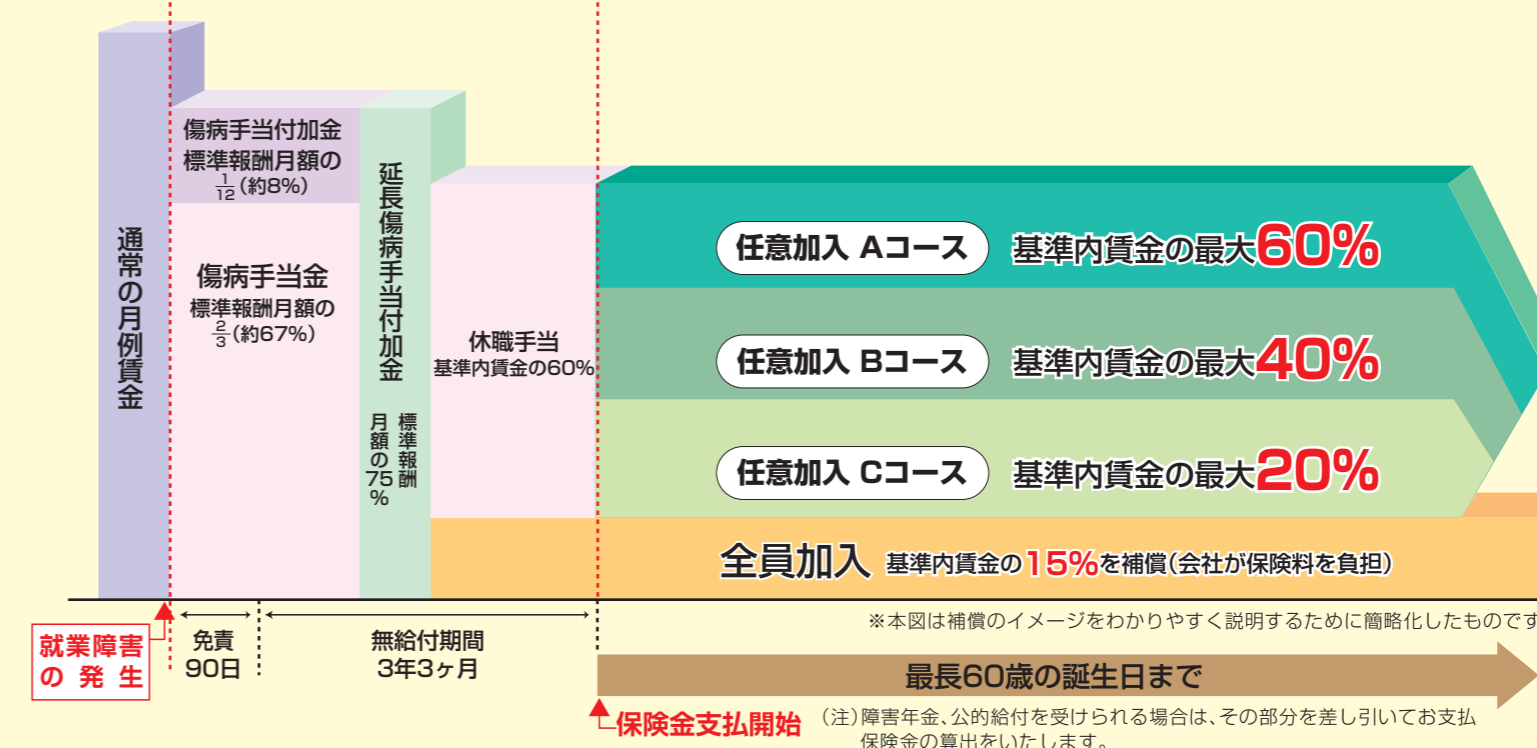 通常の月例賃金
傷病手当付加金
標準報酬月額の
1/12(約8%)
傷病手当金
標準報酬月額の
2/3(約67%)
延長傷病手当付加金
標準報酬
月額の75%
休職手当
基準内賃金の60%
任意加入 Aコース 基準内賃金の最大60%
任意加入 Bコース 基準内賃金の最大40%
任意加入 Cコース 基準内賃金の最大20%
全員加入 基準内賃金の15%を補償(会社が保険料を負担)
※本図は補償のイメージをわかりやすく説明するために簡略化したものです
就業障害
の発生
免責
90日
無給付期間
3年3ヶ月
最長60歳の誕生日まで
保険金支払開始
(注)障害年金、公的給付を受けられる場合は、その部分を差し引いてお支払
保険金の算出をいたします。